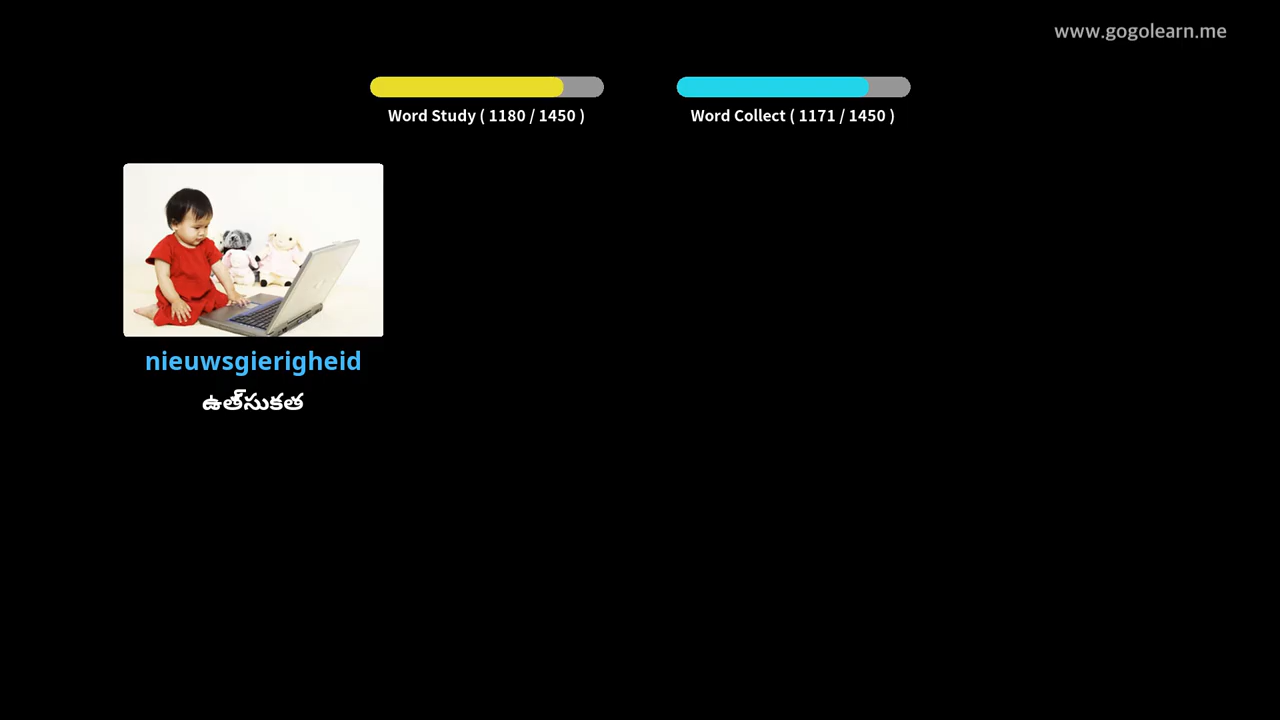 www.gogolearn.me
Word Study ( 1180 / 1450 )
Word Collect ( 1171 / 1450 )
nieuwsgierigheid
ఉత్‌సుకత